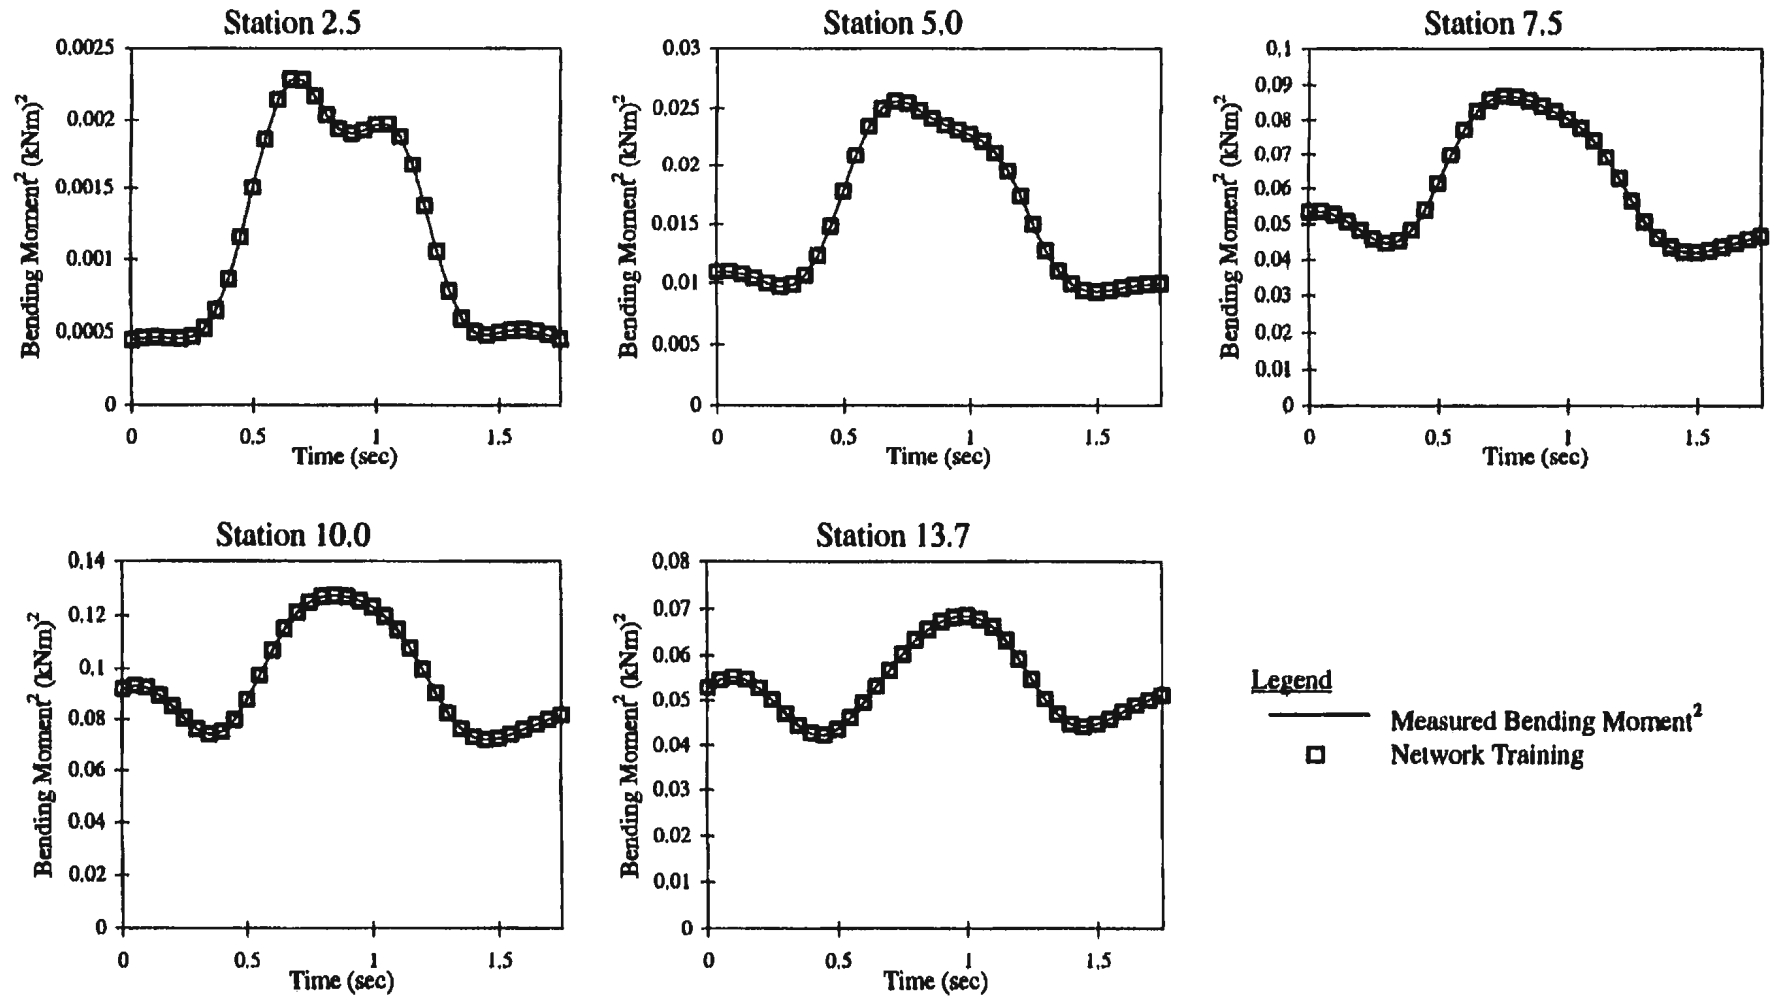 Station 2.5
Bending Moment² (kNm)²
0.0025
0.002
0.0015
0.001
0.0005
0
0 0.5 1 1.5
Time (sec)
Station 5.0
Bending Moment² (kNm)²
0.03
0.025
0.02
0.015
0.01
0.005
0
0 0.5 1 1.5
Time (sec)
Station 7.5
Bending Moment² (kNm)²
0.1
0.09
0.08
0.07
0.06
0.05
0.04
0.03
0.02
0.01
0
0 0.5 1 1.5
Time (sec)
Station 10.0
Bending Moment² (kNm)²
0.14
0.12
0.1
0.08
0.06
0.04
0.02
0
0 0.5 1 1.5
Time (sec)
Station 13.7
Bending Moment² (kNm)²
0.08
0.07
0.06
0.05
0.04
0.03
0.02
0.01
0
0 0.5 1 1.5
Time (sec)
Legend
Measured Bending Moment²
Network Training